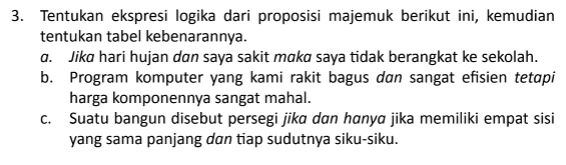 3. Tentukan ekspresi logika dari proposisi majemuk berikut ini, kemudian
tentukan tabel kebenarannya.
a. Jika hari hujan dan saya sakit maka saya tidak berangkat ke sekolah.
b. Program komputer yang kami rakit bagus dan sangat efisien tetapi
harga komponennya sangat mahal.
c. Suatu bangun disebut persegi jika dan hanya jika memiliki empat sisi
yang sama panjang dan tiap sudutnya siku-siku.